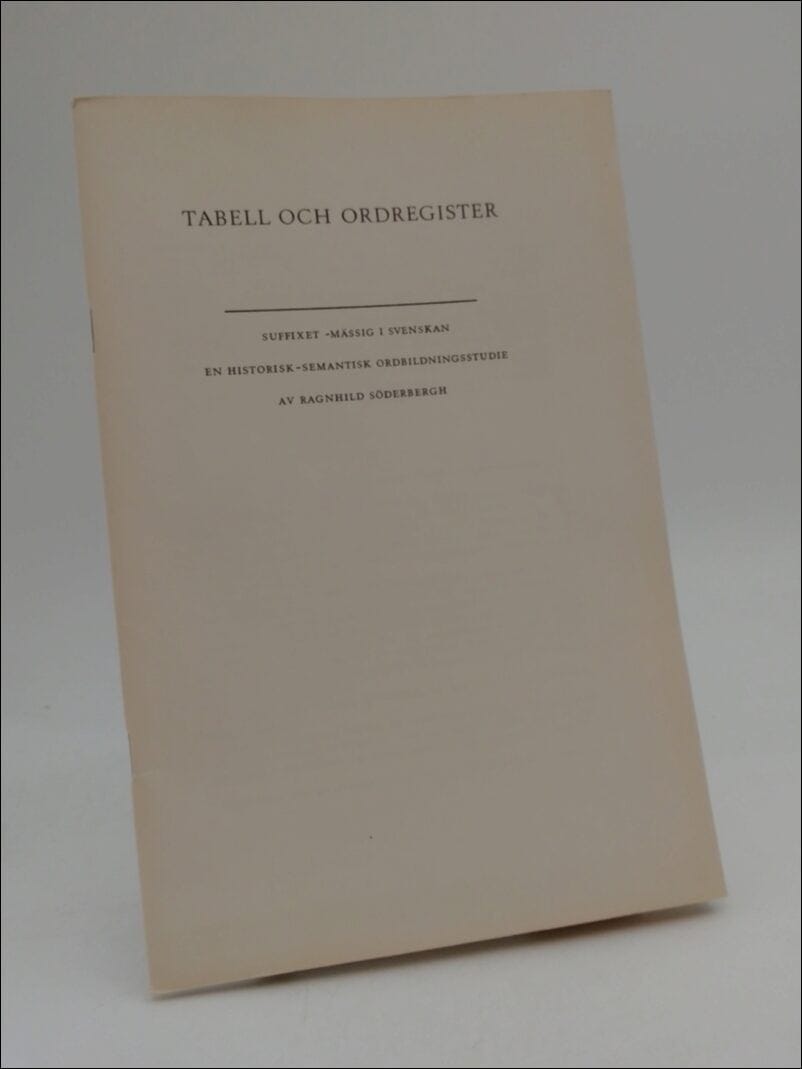 TABELL OCH ORDREGISTER
SUFFIXET -MÄSSIG I SVENSKAN
EN HISTORISK-SEMANTISK ORDBILDNINGSSTUDIE
AV RAGNHILD SÖDERBERGH